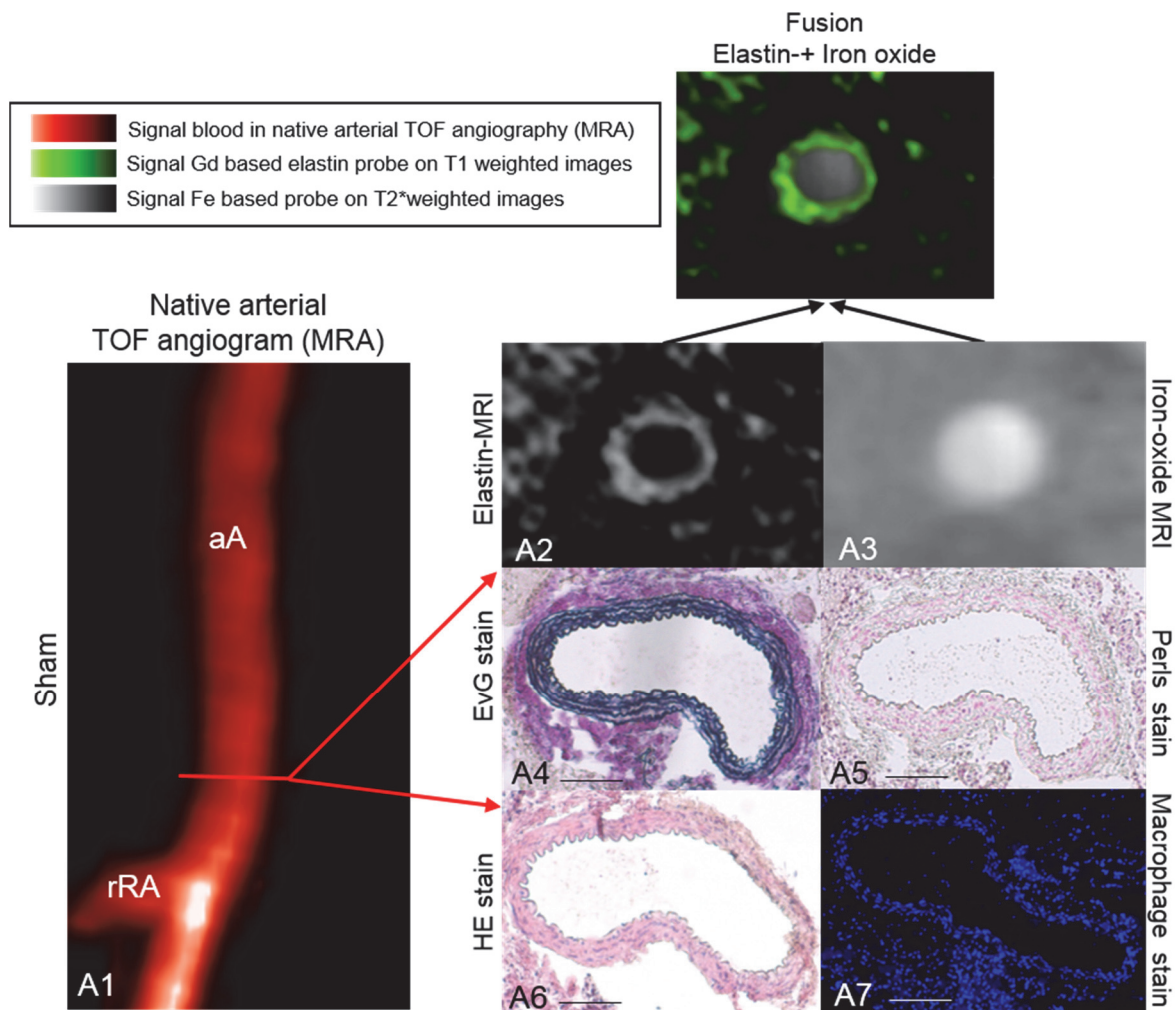 Fusion
Elastin-+ Iron oxide
Signal blood in native arterial TOF angiography (MRA)
Signal Gd based elastin probe on T1 weighted images
Signal Fe based probe on T2*weighted images
Native arterial
TOF angiogram (MRA)
Sham
aA
rRA
A1
Elastin-MRI
A2
A3
Iron-oxide MRI
EvG stain
A4
A5
Perls stain
HE stain
A6
A7
Macrophage stain